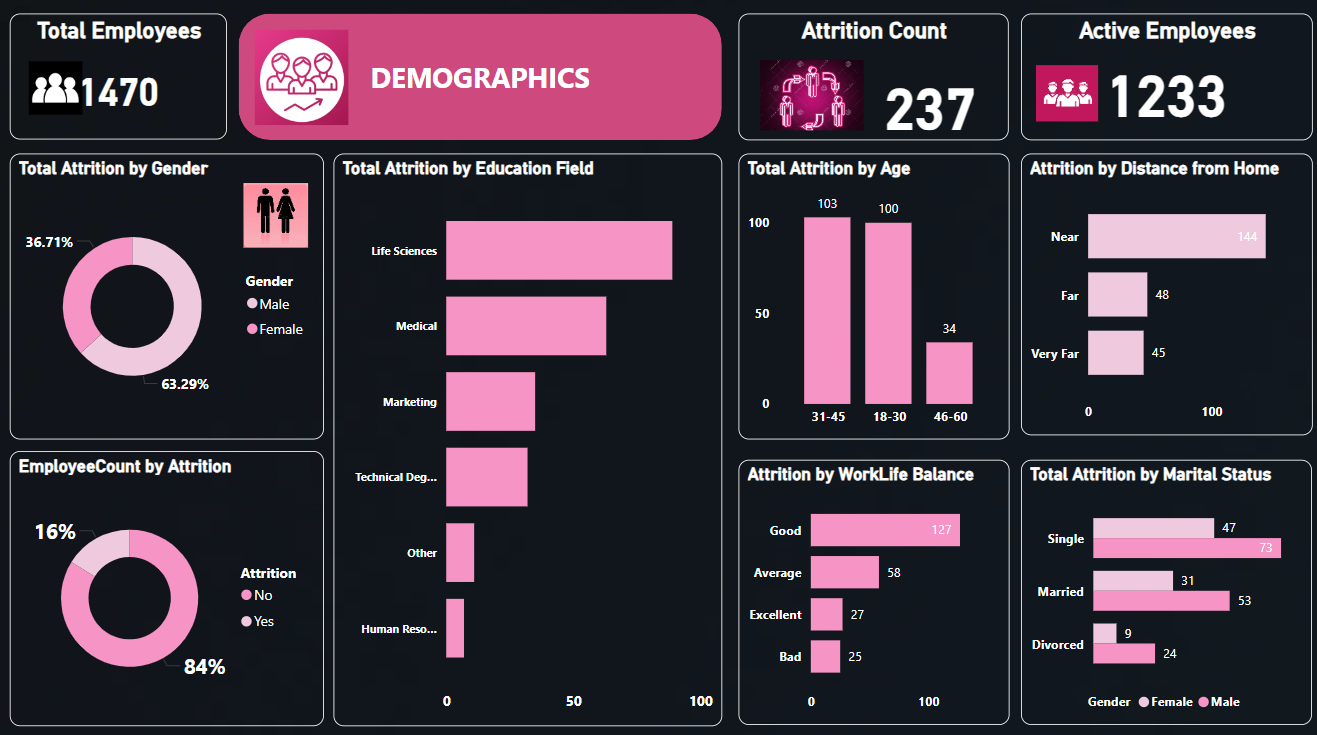 Total Employees
1470
DEMOGRAPHICS
Attrition Count
237
Active Employees
1233
Total Attrition by Gender
36.71%
63.29%
Gender
Male
Female
Total Attrition by Education Field
Life Sciences
Medical
Marketing
Technical Deg...
Other
Human Reso...
0 50 100
Total Attrition by Age
100
50
0
103
100
34
31-45 18-30 46-60
Attrition by Distance from Home
Near 144
Far 48
Very Far 45
0 100
EmployeeCount by Attrition
16%
84%
Attrition
No
Yes
Attrition by WorkLife Balance
Good 127
Average 58
Excellent 27
Bad 25
0 100
Total Attrition by Marital Status
Single 47
73
Married 31
53
Divorced 9
24
Gender Female Male